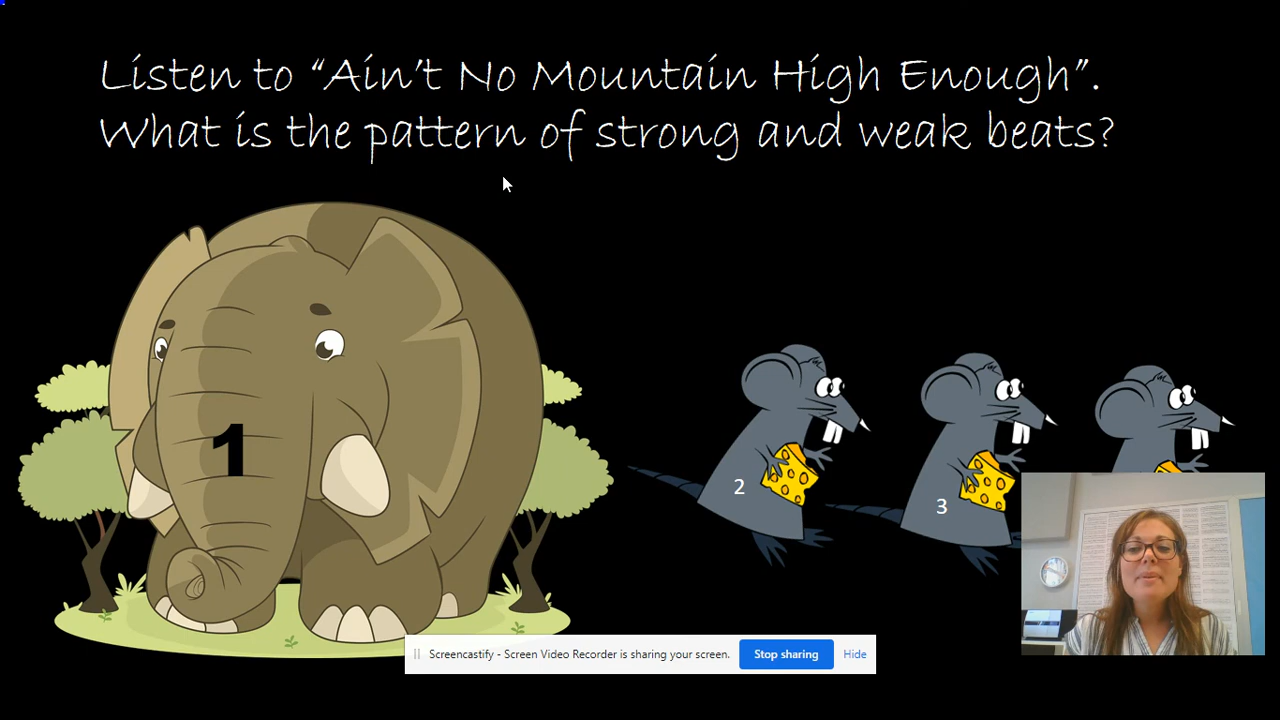 Listen to “Ain’t No Mountain High Enough”.
What is the pattern of strong and weak beats?
1
2
3
Screencastify - Screen Video Recorder is sharing your screen.
Stop sharing
Hide